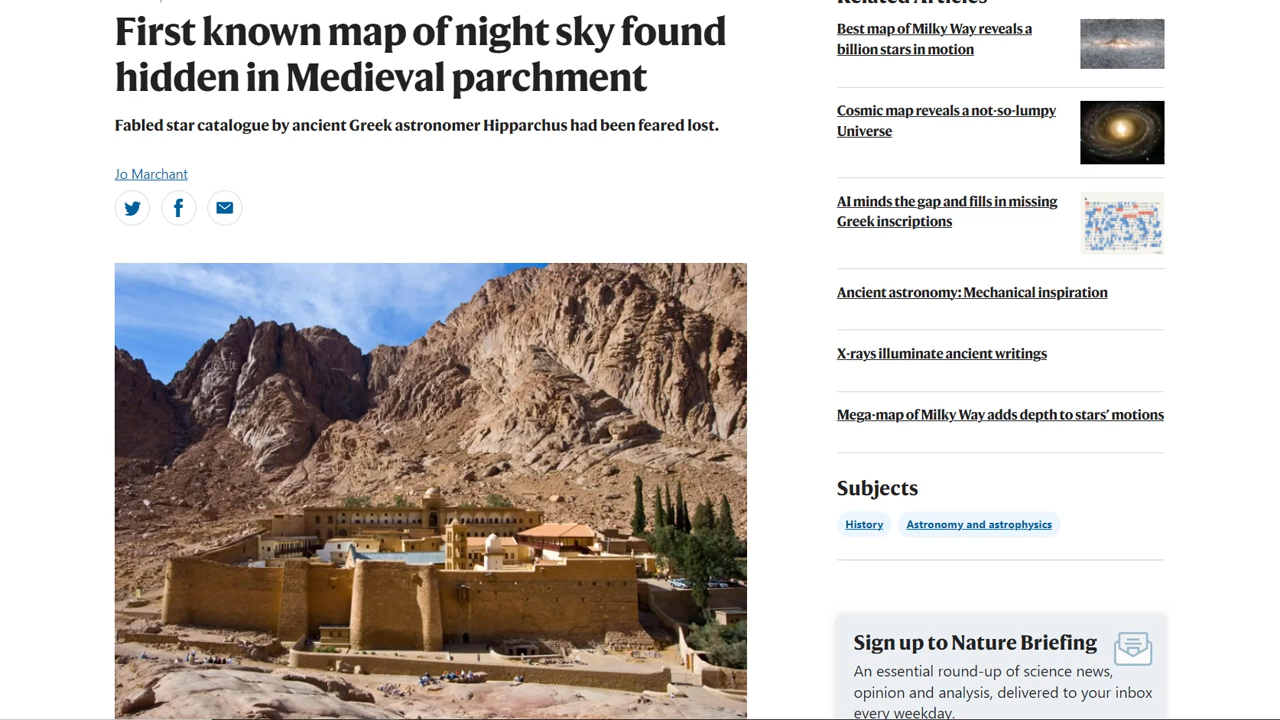 First known map of night sky found
hidden in Medieval parchment
Fabled star catalogue by ancient Greek astronomer Hipparchus had been feared lost.
Jo Marchant
Related Articles
Best map of Milky Way reveals a
billion stars in motion
Cosmic map reveals a not-so-lumpy
Universe
AI minds the gap and fills in missing
Greek inscriptions
Ancient astronomy: Mechanical inspiration
X-rays illuminate ancient writings
Mega-map of Milky Way adds depth to stars’ motions
Subjects
History
Astronomy and astrophysics
Sign up to Nature Briefing
An essential round-up of science news,
opinion and analysis, delivered to your inbox
every weekday.